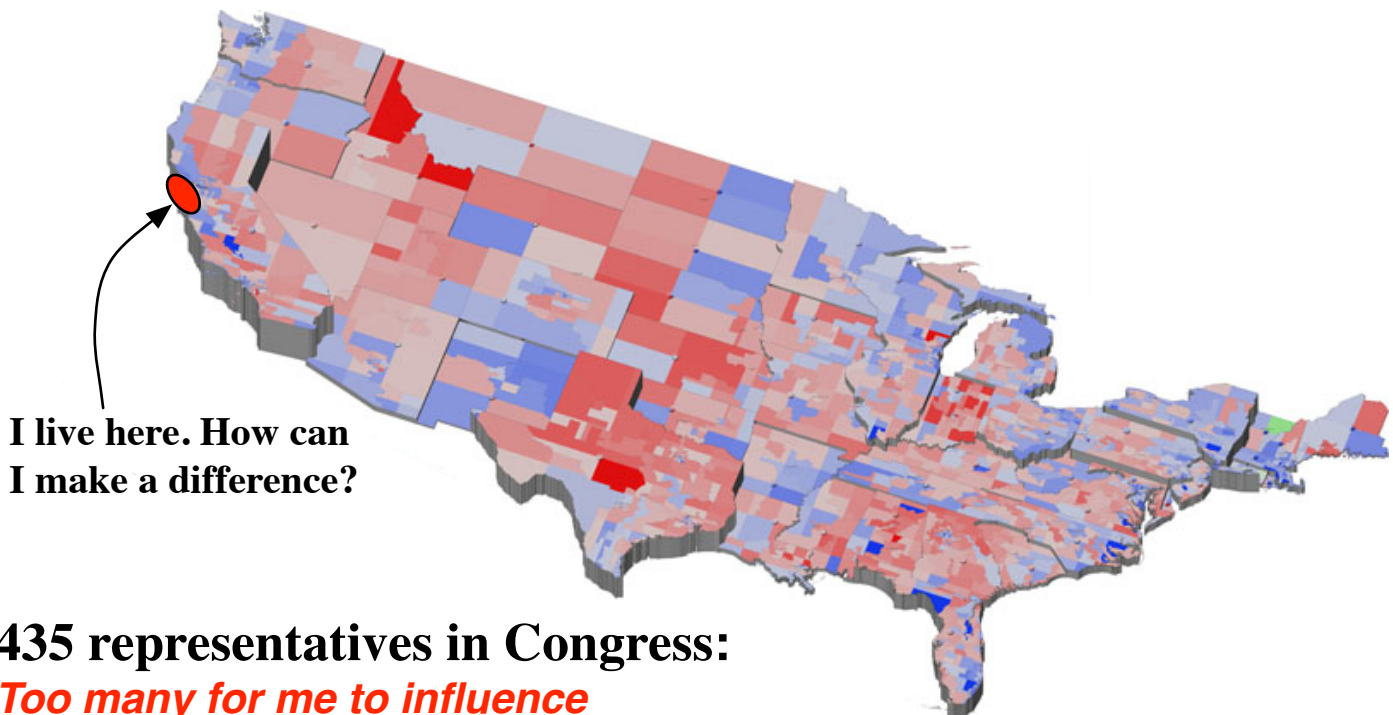 I live here. How can
I make a difference?
435 representatives in Congress:
Too many for me to influence